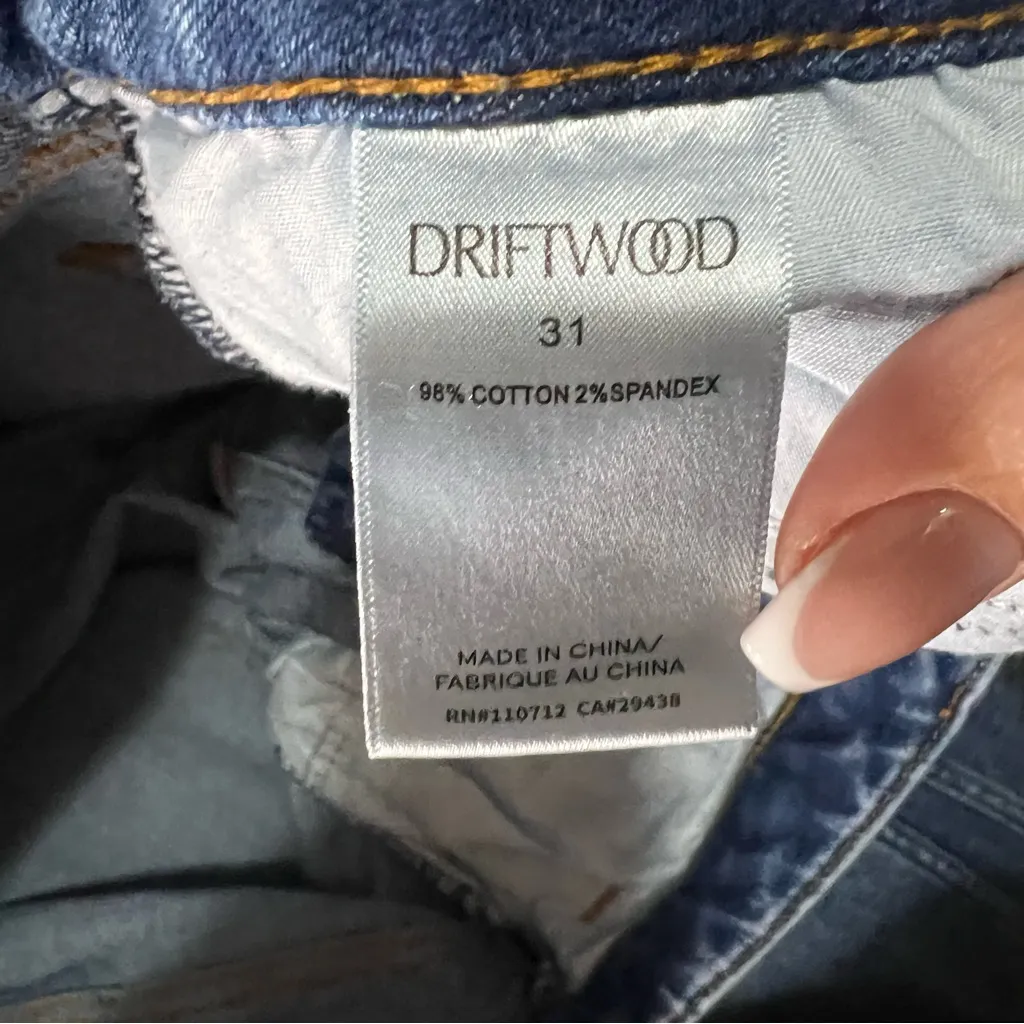 DRIFTWOOD
31
98% COTTON 2%SPANDEX
MADE IN CHINA/
FABRIQUE AU CHINA
RN#110712 CA#29438